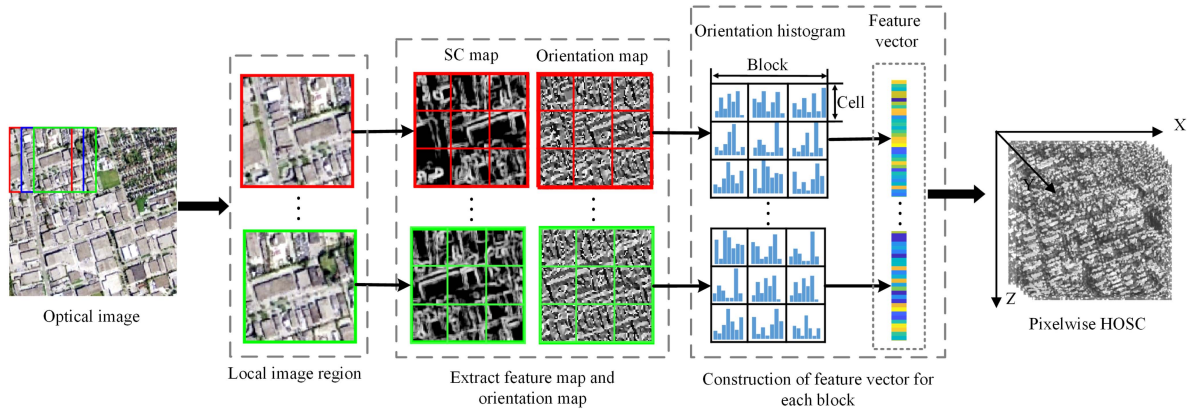 Optical image
Local image region
SC map
Orientation map
Extract feature map and
orientation map
Orientation histogram
Block
Cell
Feature
vector
Construction of feature vector for
each block
X
Y
Z
Pixelwise HOSC